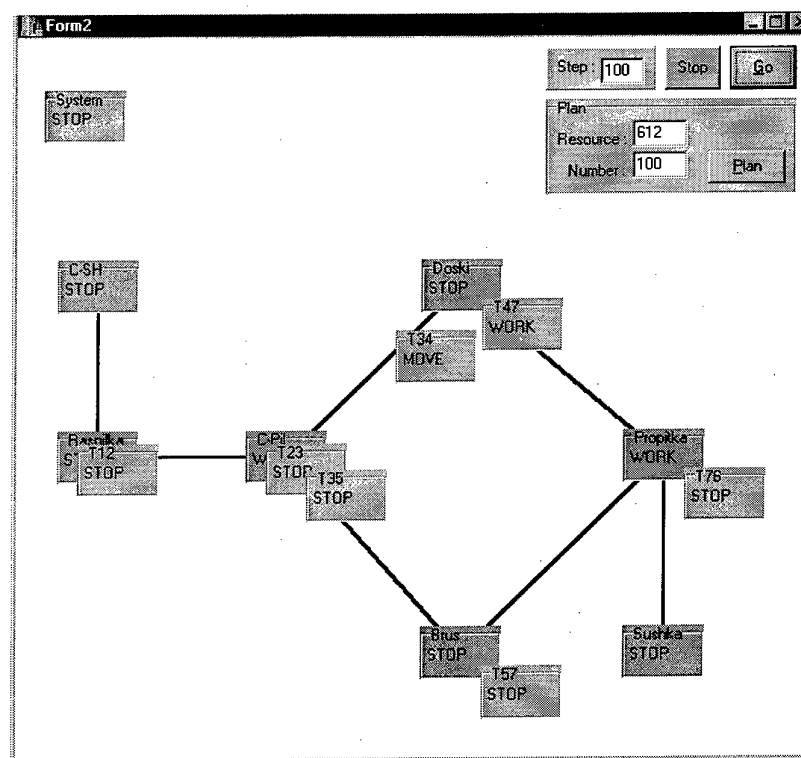 Form2
Step : 100
Stop
Go
System
STOP
Plan
Resource : 612
Number : 100
Plan
C-SH
STOP
Doski
STOP
T47
WORK
T34
MOVE
T12
STOP
C-Pil
T23
STOP
T35
STOP
Propitka
WORK
T76
STOP
Brus
STOP
T57
STOP
Sushka
STOP